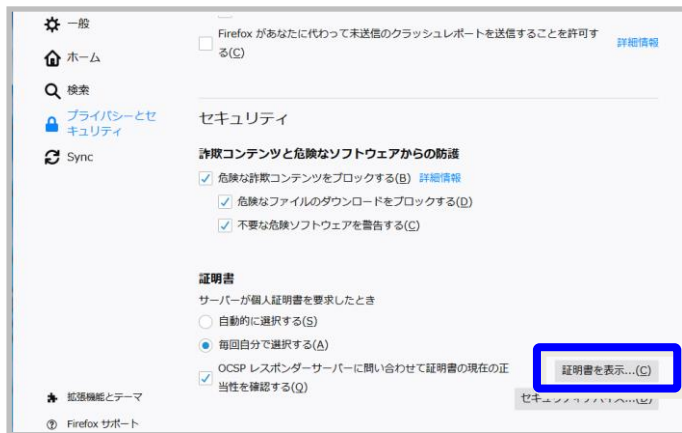 一般
ホーム
検索
プライバシーとセ
キュリティ
Sync
拡張機能とテーマ
Firefox サポート
Firefox があなたに代わって未送信のクラッシュレポートを送信することを許可す
る(C)
詳細情報
セキュリティ
詐欺コンテンツと危険なソフトウェアからの防護
危険な詐欺コンテンツをブロックする(B) 詳細情報
危険なファイルのダウンロードをブロックする(D)
不要な危険ソフトウェアを警告する(C)
証明書
サーバーが個人証明書を要求したとき
自動的に選択する(S)
毎回自分で選択する(A)
OCSP レスポンダーサーバーに問い合わせて証明書の現在の正
当性を確認する(Q)
証明書を表示...(C)
セキュリティデバイス...(D)